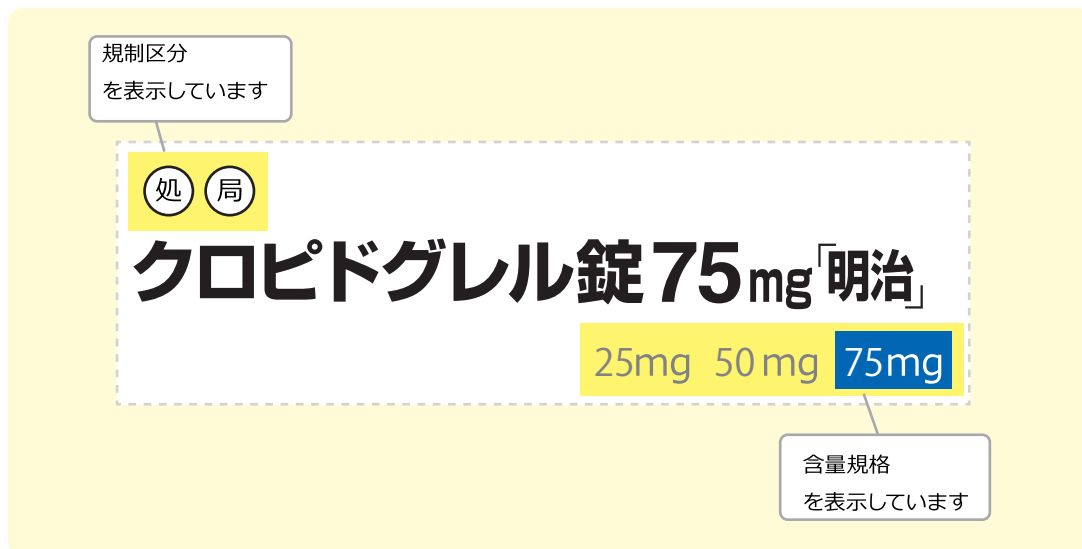 規制区分
を表示しています
処 局
クロピドグレル錠75mg「明治」
25mg 50mg 75mg
含量規格
を表示しています